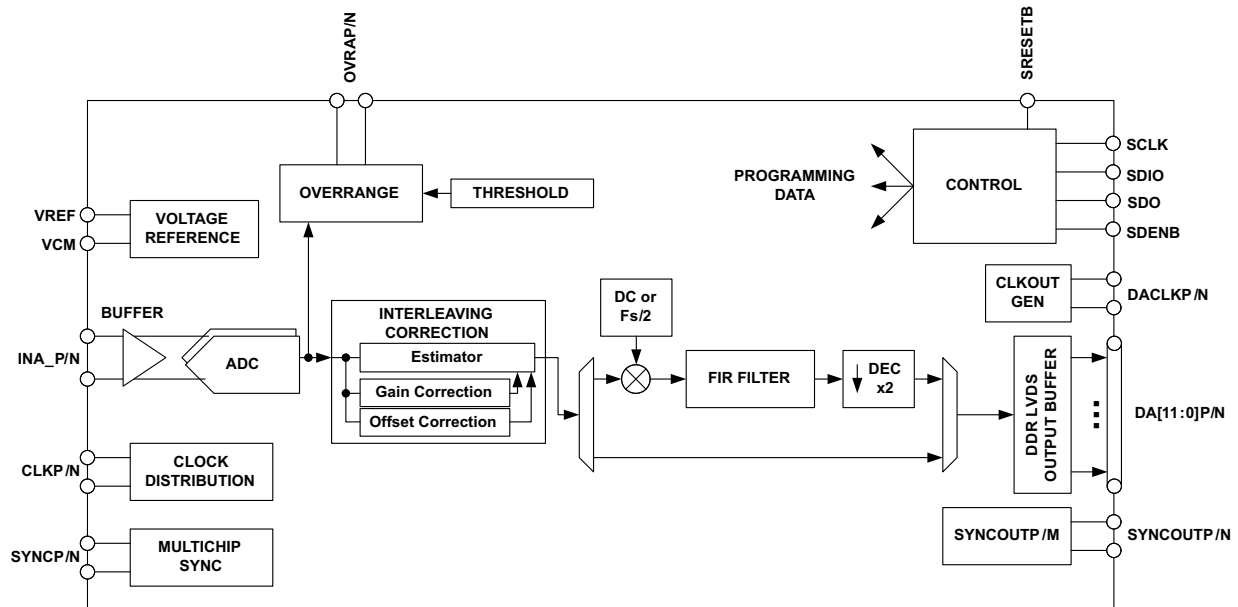 OVRAP/N
SRESETB
OVERRANGE
THRESHOLD
PROGRAMMING
DATA
CONTROL
SCLK
SDIO
SDO
SDENB
VREF
VCM
VOLTAGE
REFERENCE
CLKOUT
GEN
DACLKP/N
BUFFER
INA_P/N
ADC
INTERLEAVING
CORRECTION
Estimator
Gain Correction
Offset Correction
DC or
Fs/2
FIR FILTER
DEC
x2
DDR LVDS
OUTPUT BUFFER
DA[11:0]P/N
CLKP/N
CLOCK
DISTRIBUTION
SYNCP/N
MULTICHIP
SYNC
SYNCOUTP/M
SYNCOUTP/N